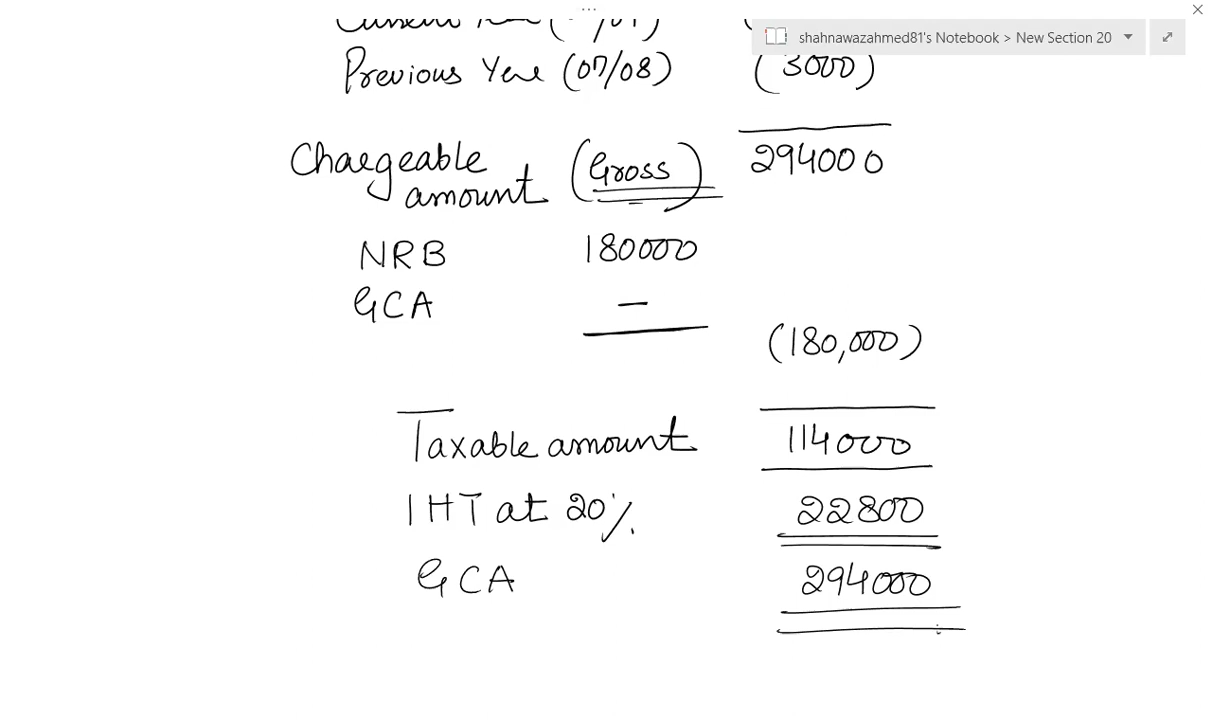 shahnawazahmed81's Notebook > New Section 20
Previous Year (07/08) (3000)
Chargeable amount (Gross) 294000
NRB 180000
GCA —
(180,000)
Taxable amount 114000
IHT at 20% 22800
GCA 294000